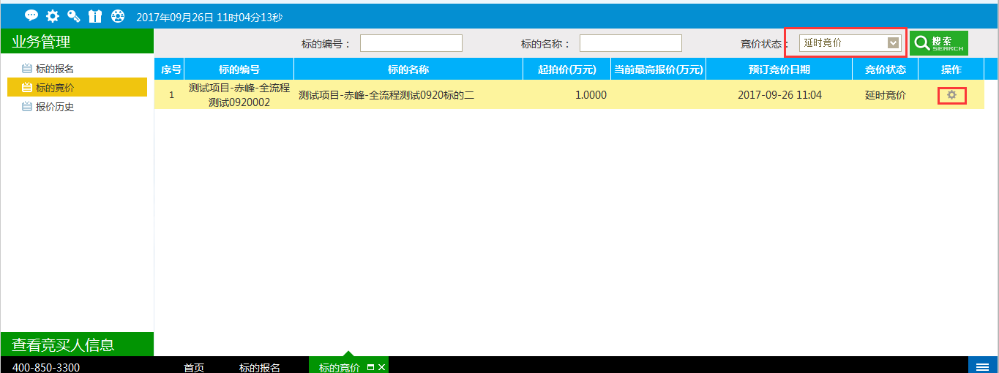 2017年09月26日 11时04分13秒
业务管理
标的编号：
标的名称：
竞价状态：
延时竞价
搜索
SEARCH
标的报名
标的竞价
报价历史
序号 标的编号 标的名称 起拍价(万元) 当前最高报价(万元) 预订竞价日期 竞价状态 操作
1 测试项目-赤峰-全流程测试0920002 测试项目-赤峰-全流程测试0920标的二 1.0000 2017-09-26 11:04 延时竞价
查看竞买人信息
400-850-3300 首页 标的报名 标的竞价